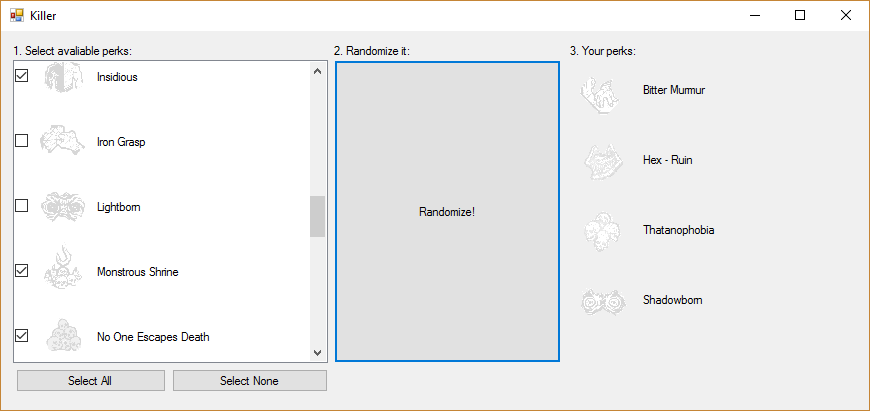 Killer
1. Select avaliable perks:
2. Randomize it:
3. Your perks:
Insidious
Iron Grasp
Lightborn
Monstrous Shrine
No One Escapes Death
Select All
Select None
Randomize!
Bitter Murmur
Hex - Ruin
Thatanophobia
Shadowborn